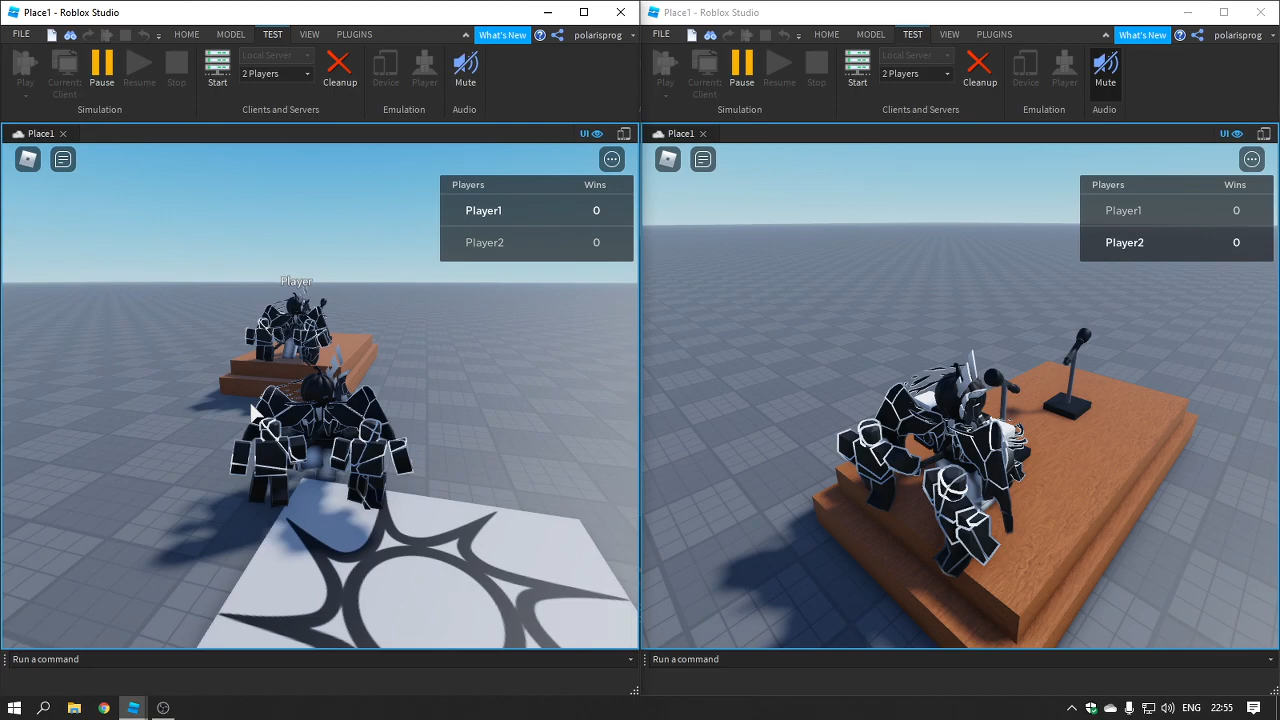 Place1 - Roblox Studio
FILE HOME MODEL TEST VIEW PLUGINS What's New polarisprog
Play Current: Client Pause Resume Stop Start Local Server 2 Players Cleanup Device Player Mute
Simulation Clients and Servers Emulation Audio
Place1 UI
Players Wins
Player1 0
Player2 0
Player
Run a command
Place1 - Roblox Studio
FILE HOME MODEL TEST VIEW PLUGINS What's New polarisprog
Play Current: Client Pause Resume Stop Start Local Server 2 Players Cleanup Device Player Mute
Simulation Clients and Servers Emulation Audio
Place1 UI
Players Wins
Player1 0
Player2 0
Run a command
ENG 22:55